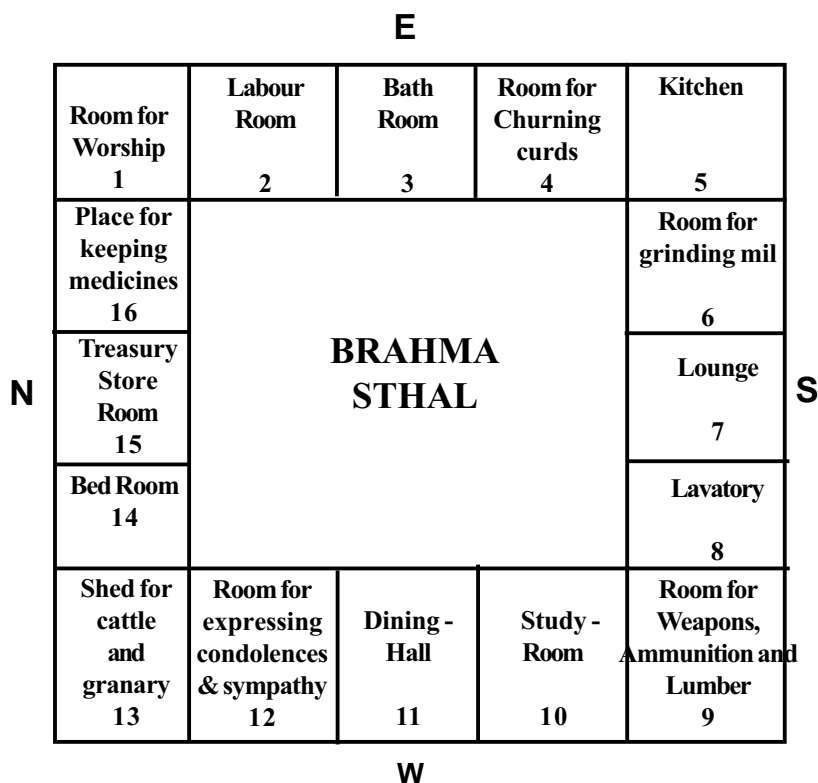 E
Room for
Worship
1
Labour
Room
2
Bath
Room
3
Room for
Churning
curds
4
Kitchen
5
Place for
keeping
medicines
16
Room for
grinding mil
6
Treasury
Store
Room
15
N
BRAHMA
STHAL
Lounge
7
S
Bed Room
14
Lavatory
8
Shed for
cattle
and
granary
13
Room for
expressing
condolences
& sympathy
12
Dining -
Hall
11
Study -
Room
10
Room for
Weapons,
Ammunition and
Lumber
9
W